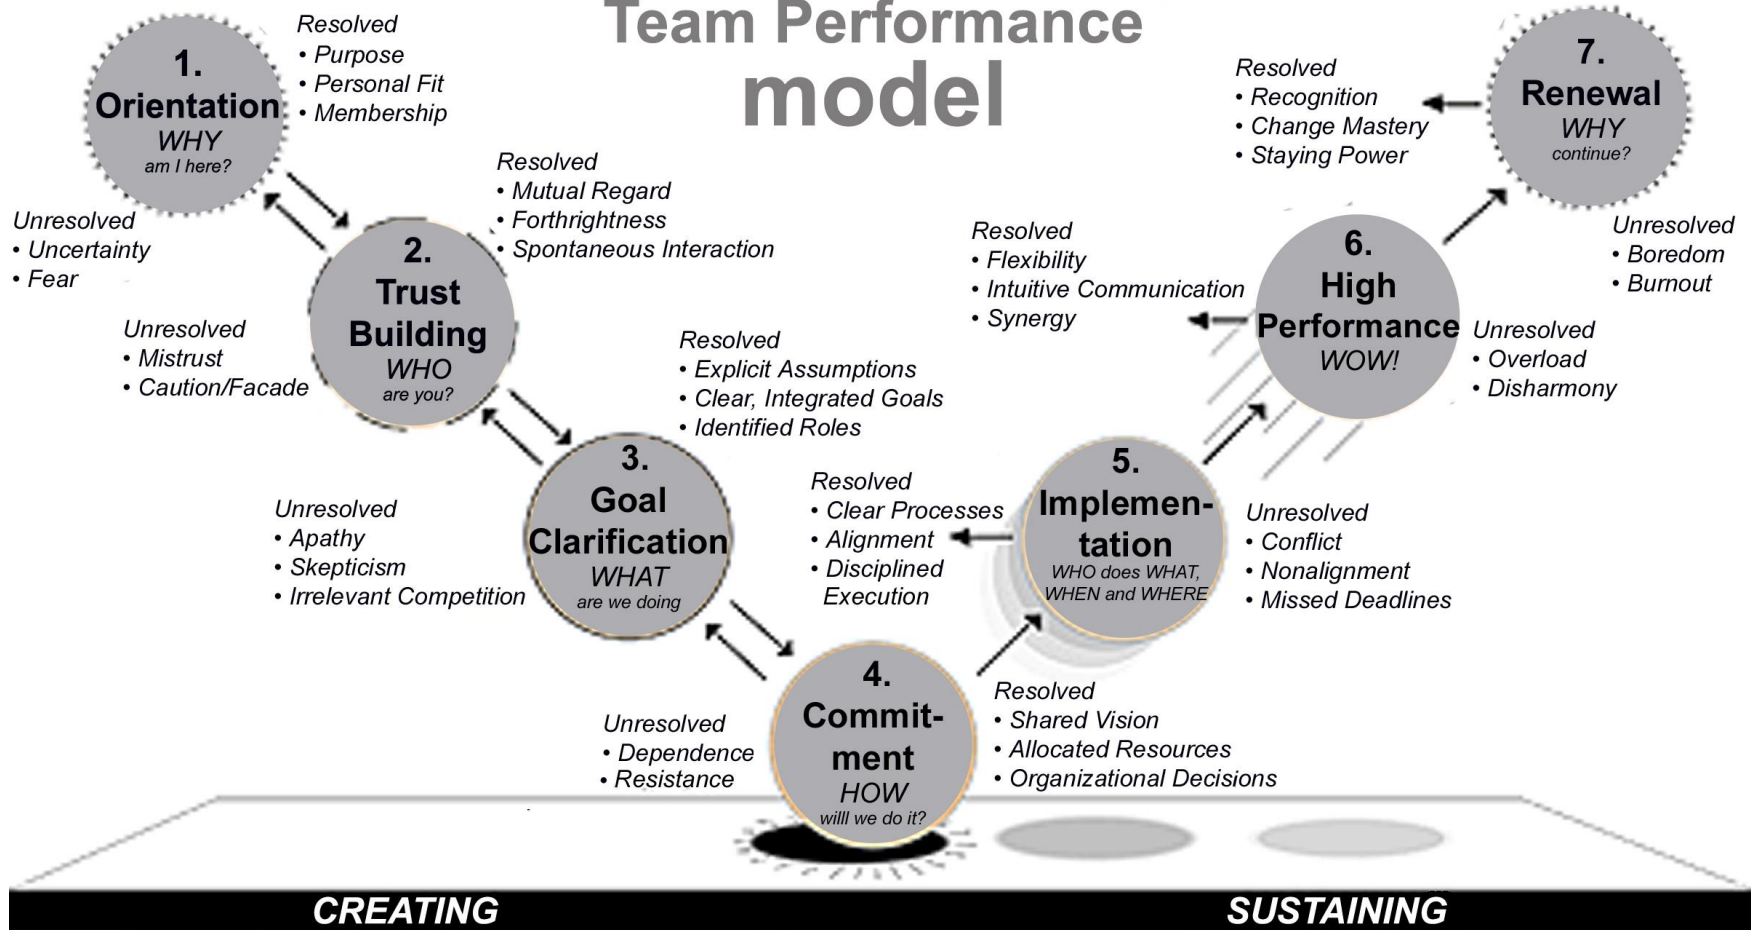 Team Performance
model
1.
Orientation
WHY
am I here?
Resolved
• Purpose
• Personal Fit
• Membership
Unresolved
• Uncertainty
• Fear
2.
Trust
Building
WHO
are you?
Resolved
• Mutual Regard
• Forthrightness
• Spontaneous Interaction
Unresolved
• Mistrust
• Caution/Facade
3.
Goal
Clarification
WHAT
are we doing
Resolved
• Explicit Assumptions
• Clear, Integrated Goals
• Identified Roles
Unresolved
• Apathy
• Skepticism
• Irrelevant Competition
4.
Commit-
ment
HOW
willl we do it?
Resolved
• Shared Vision
• Allocated Resources
• Organizational Decisions
Unresolved
• Dependence
• Resistance
5.
Implemen-
tation
WHO does WHAT,
WHEN and WHERE
Resolved
• Clear Processes
• Alignment
• Disciplined
Execution
Unresolved
• Conflict
• Nonalignment
• Missed Deadlines
6.
High
Performance
WOW!
Resolved
• Flexibility
• Intuitive Communication
• Synergy
Unresolved
• Overload
• Disharmony
7.
Renewal
WHY
continue?
Resolved
• Recognition
• Change Mastery
• Staying Power
Unresolved
• Boredom
• Burnout
CREATING
SUSTAINING